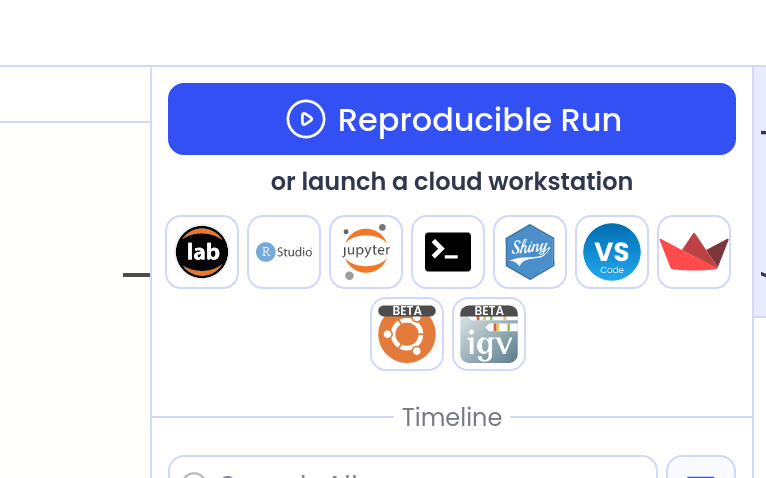 Reproducible Run
or launch a cloud workstation
lab
R Studio
jupyter
Shiny
VS
Code
BETA
BETA
igv
Timeline